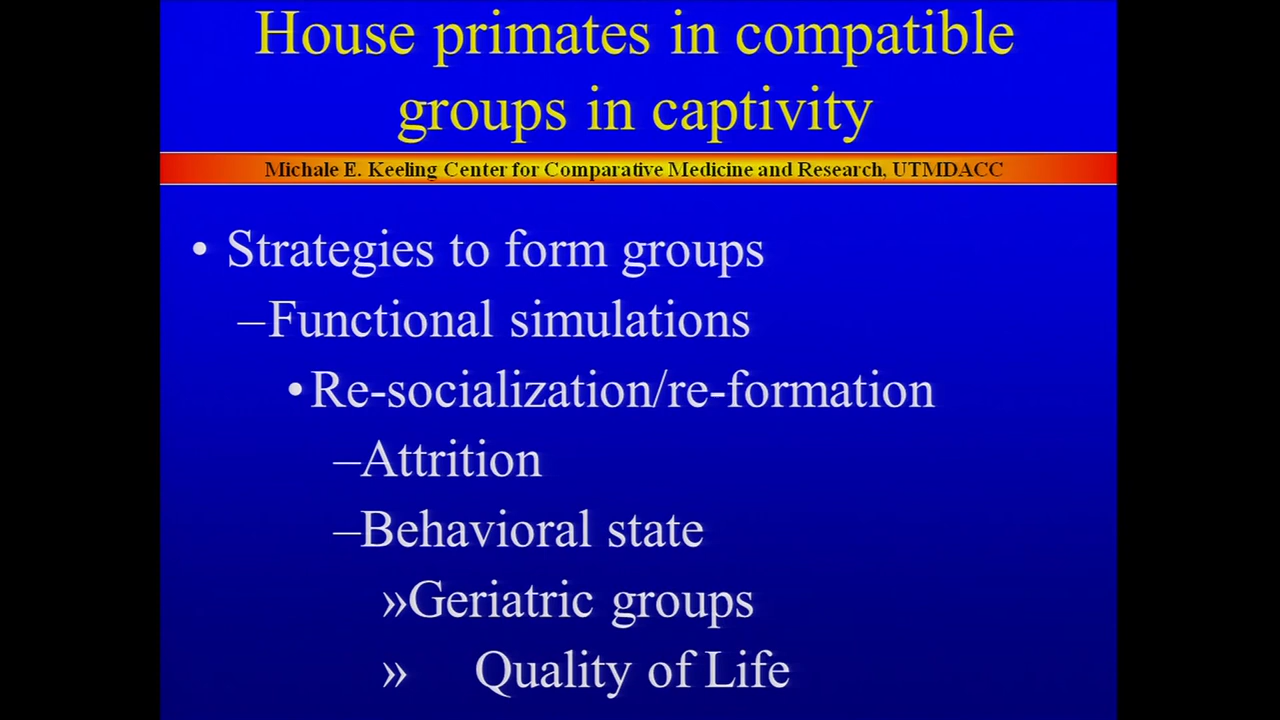 House primates in compatible
groups in captivity
Michale E. Keeling Center for Comparative Medicine and Research, UTMDACC
• Strategies to form groups
–Functional simulations
•Re-socialization/re-formation
–Attrition
–Behavioral state
»Geriatric groups
» Quality of Life